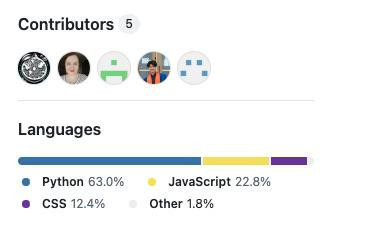 Contributors 5
Languages
Python 63.0% JavaScript 22.8%
CSS 12.4% Other 1.8%